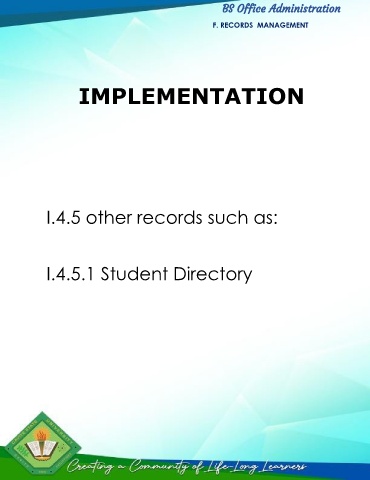 BS Office Administration
F. RECORDS MANAGEMENT
IMPLEMENTATION
I.4.5 other records such as:
I.4.5.1 Student Directory
Creating a Community of Life-Long Learners